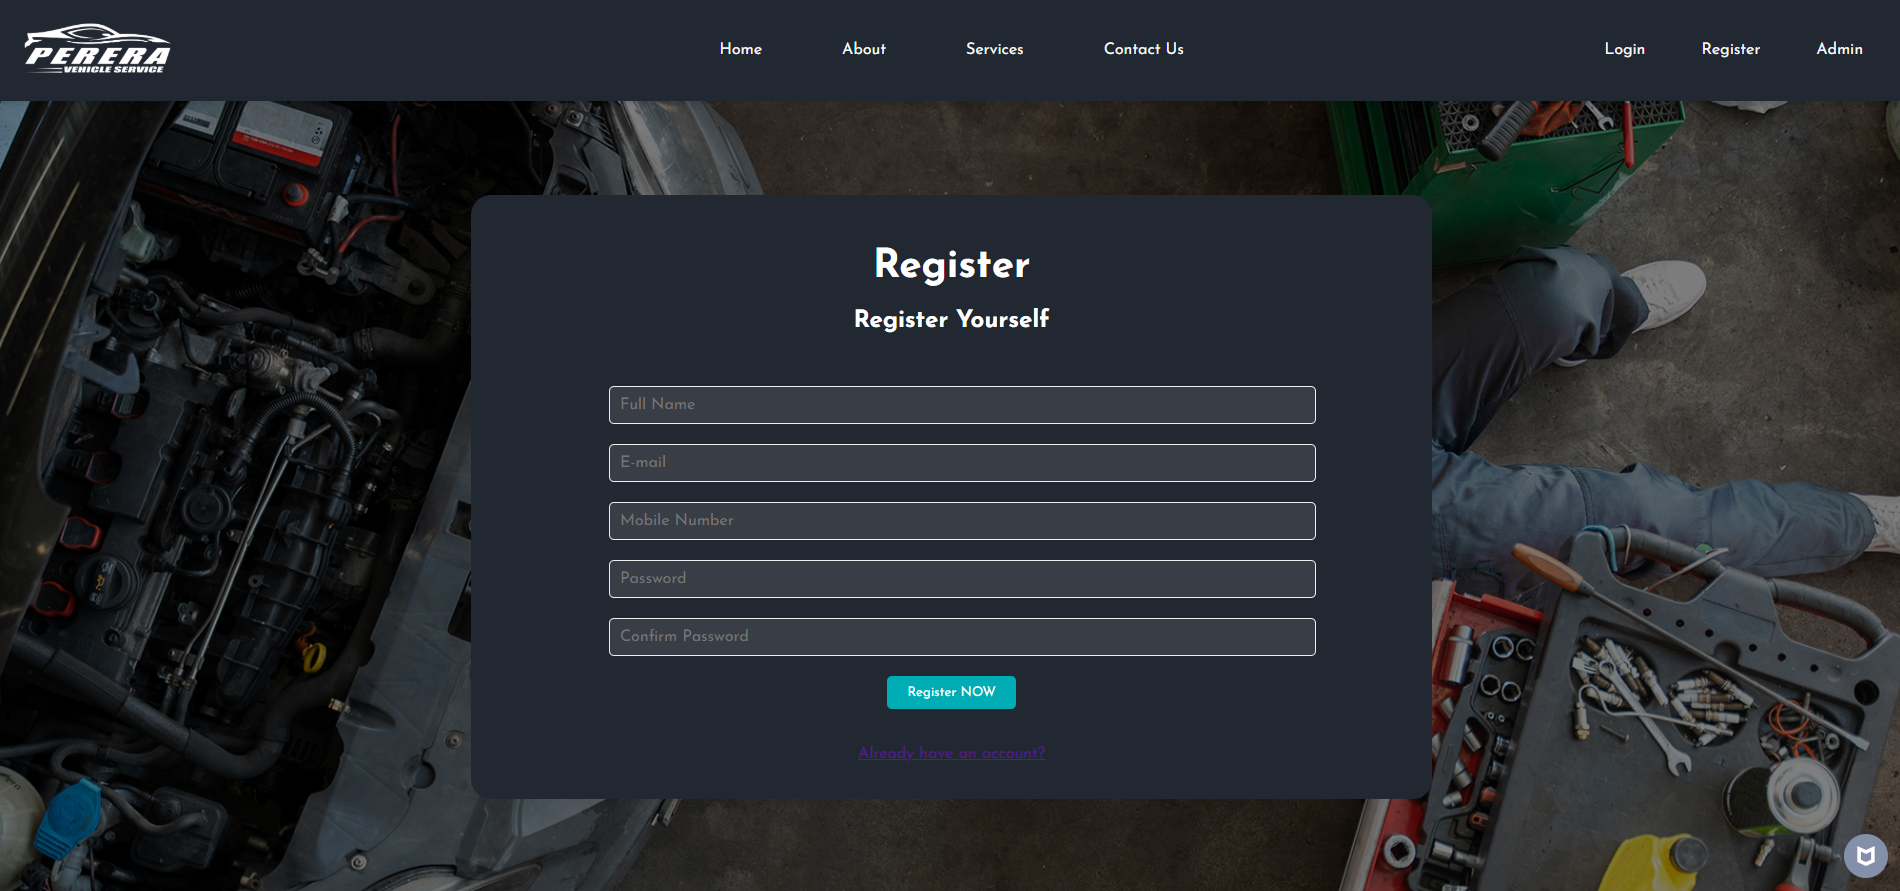 PERERA
VEHICLE SERVICE
Home
About
Services
Contact Us
Login
Register
Admin
Register
Register Yourself
Full Name
E-mail
Mobile Number
Password
Confirm Password
Register NOW
Already have an account?